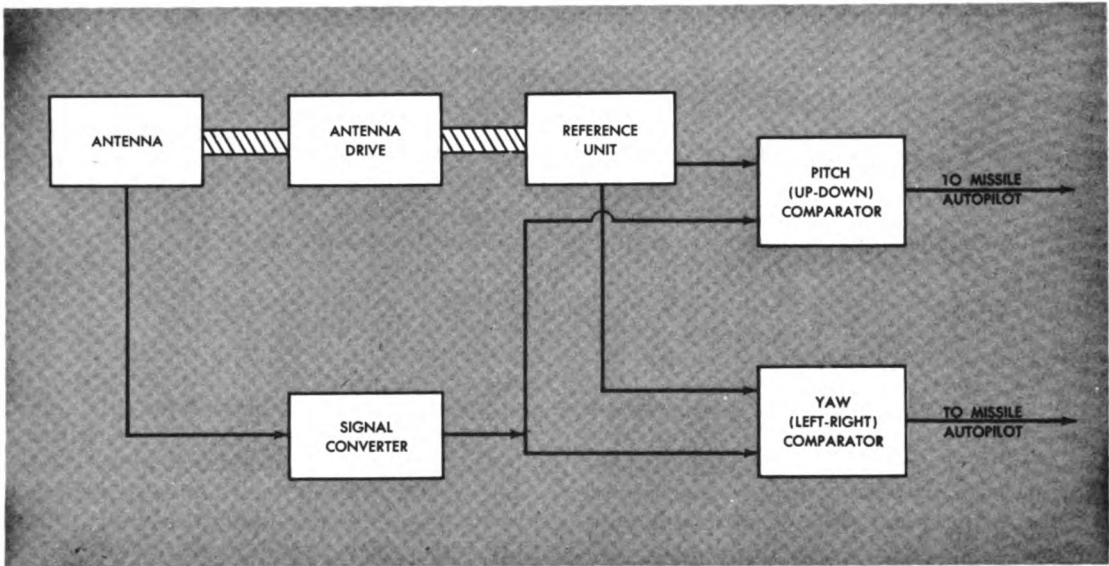 ANTENNA
ANTENNA
DRIVE
REFERENCE
UNIT
PITCH
(UP-DOWN)
COMPARATOR
TO MISSILE
AUTOPILOT
SIGNAL
CONVERTER
YAW
(LEFT-RIGHT)
COMPARATOR
TO MISSILE
AUTOPILOT